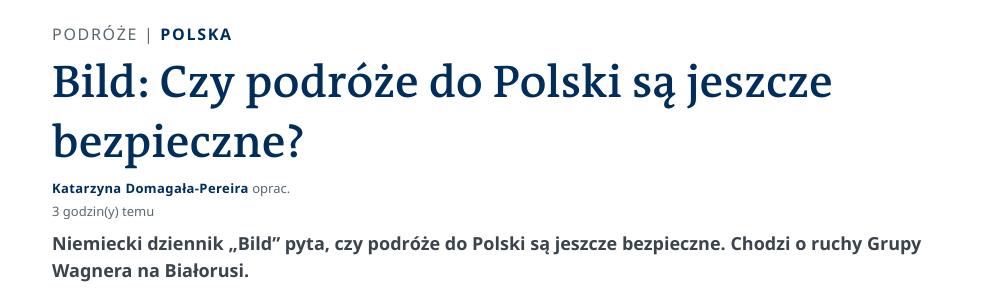 PODRÓŻE | POLSKA
Bild: Czy podróże do Polski są jeszcze
bezpieczne?
Katarzyna Domagała-Pereira oprac.
3 godzin(y) temu
Niemiecki dziennik „Bild” pyta, czy podróże do Polski są jeszcze bezpieczne. Chodzi o ruchy Grupy
Wagnera na Białorusi.